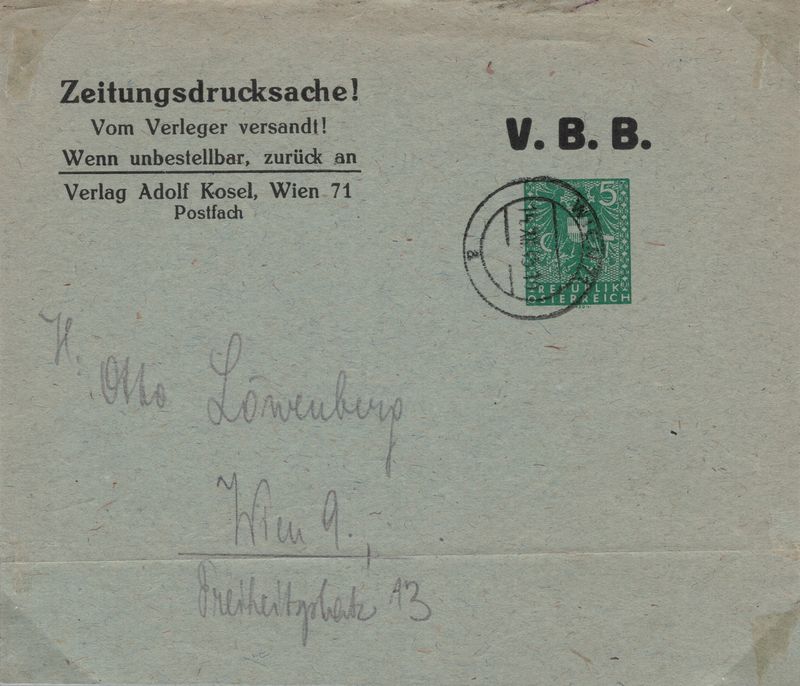 Zeitungsdrucksache!
Vom Verleger versandt!
Wenn unbestellbar, zurück an
Verlag Adolf Kosel, Wien 71
Postfach
V. B. B.
5
REPUBLIK
ÖSTERREICH
H.
Otto Löwenberg
Wien 9.,
Freiheitsplatz 13